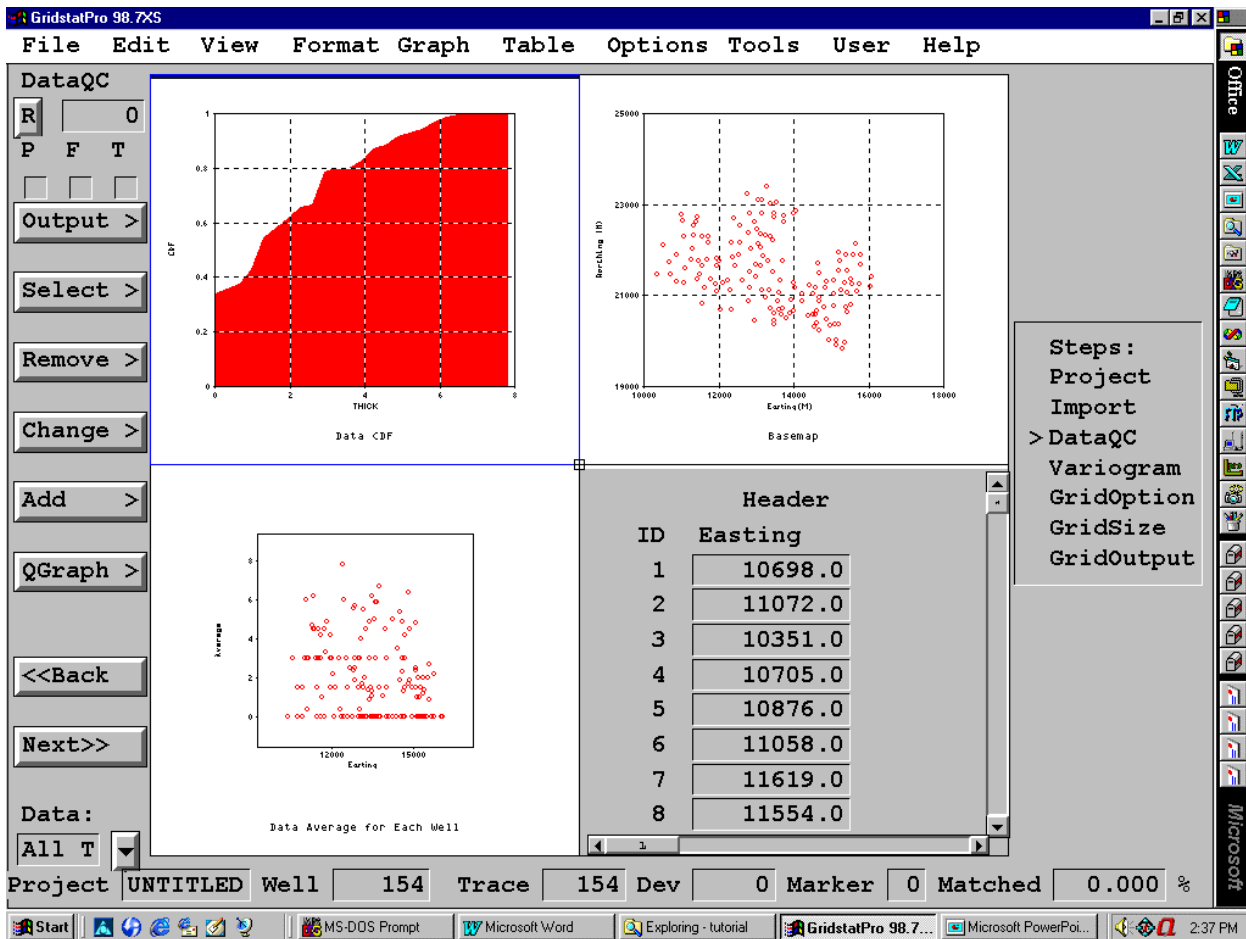 GridstatPro 98.7XS
File Edit View Format Graph Table Options Tools User Help
DataQC
R 0
P F T
Output >
Select >
Remove >
Change >
Add >
QGraph >
<<Back
Next>>
Data:
All T
1
0.8
0.6
0.4
0.2
0
CDF
0 2 4 6 8
THICK
Data CDF
25000
23000
21000
19000
Northing (M)
10000 12000 14000 16000 18000
Easting(M)
Basemap
8
6
4
2
0
Average
12000 15000
Easting
Data Average for Each Well
Header
ID Easting
1 10698.0
2 11072.0
3 10351.0
4 10705.0
5 10876.0
6 11058.0
7 11619.0
8 11554.0
1
Steps:
Project
Import
>DataQC
Variogram
GridOption
GridSize
GridOutput
Office
Microsoft
Project UNTITLED Well 154 Trace 154 Dev 0 Marker 0 Matched 0.000 %
Start MS-DOS Prompt Microsoft Word Exploring - tutorial GridstatPro 98.7... Microsoft PowerPoi... 2:37 PM